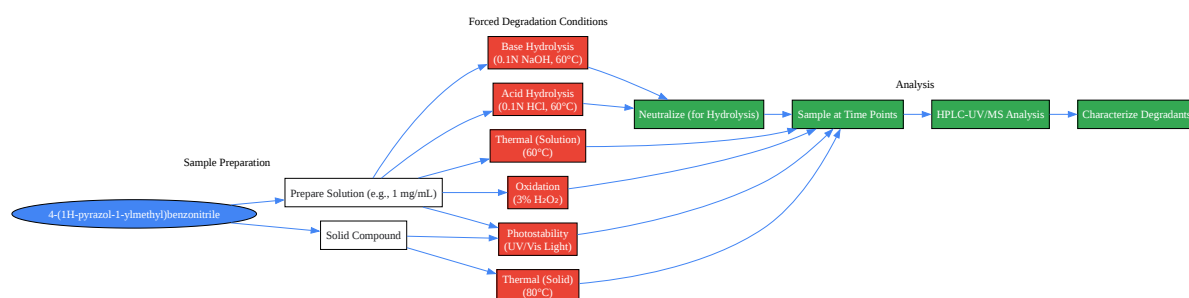 Forced Degradation Conditions
Base Hydrolysis
(0.1N NaOH, 60°C)
Analysis
Acid Hydrolysis
(0.1N HCl, 60°C)
Neutralize (for Hydrolysis)
Sample at Time Points
HPLC-UV/MS Analysis
Characterize Degradants
Thermal (Solution)
(60°C)
Sample Preparation
Prepare Solution (e.g., 1 mg/mL)
Oxidation
(3% H₂O₂)
4-(1H-pyrazol-1-ylmethyl)benzonitrile
Solid Compound
Photostability
(UV/Vis Light)
Thermal (Solid)
(80°C)